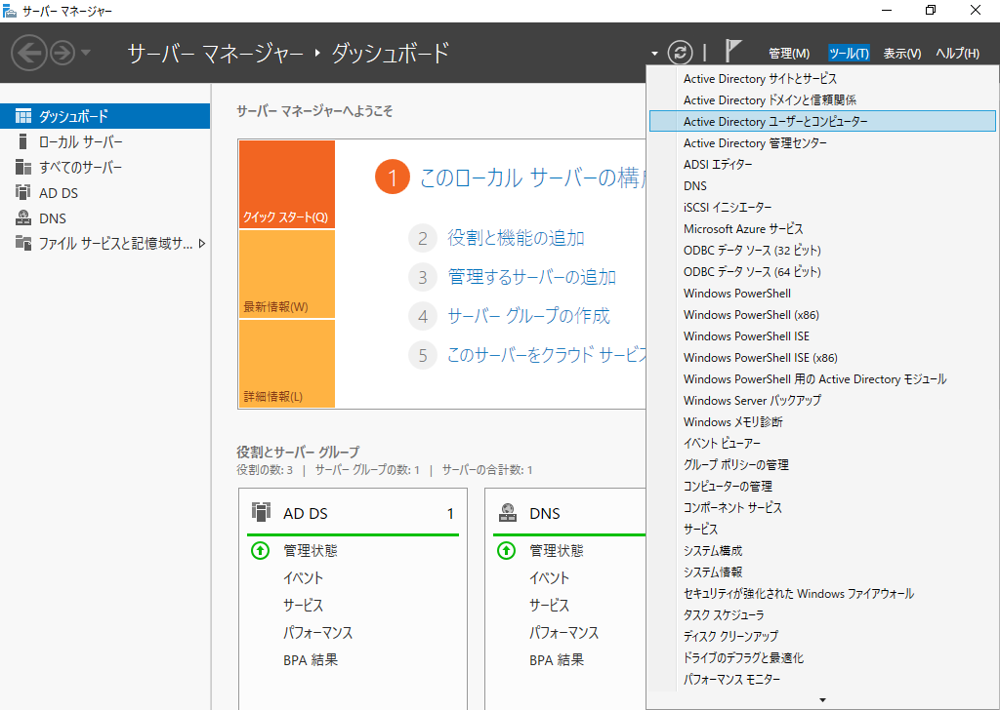 サーバー マネージャー
サーバー マネージャー ‣ ダッシュボード
管理(M) ツール(T) 表示(V) ヘルプ(H)
ダッシュボード
ローカル サーバー
すべてのサーバー
AD DS
DNS
ファイル サービスと記憶域サ...
サーバー マネージャーへようこそ
クイック スタート(Q)
最新情報(W)
詳細情報(L)
1 このローカル サーバーの構成
2 役割と機能の追加
3 管理するサーバーの追加
4 サーバー グループの作成
5 このサーバーをクラウド サービス
役割とサーバー グループ
役割の数: 3 | サーバー グループの数: 1 | サーバーの合計数: 1
AD DS 1
管理状態
イベント
サービス
パフォーマンス
BPA 結果
DNS
管理状態
イベント
サービス
パフォーマンス
BPA 結果
Active Directory サイトとサービス
Active Directory ドメインと信頼関係
Active Directory ユーザーとコンピューター
Active Directory 管理センター
ADSI エディター
DNS
iSCSI イニシエーター
Microsoft Azure サービス
ODBC データ ソース (32 ビット)
ODBC データ ソース (64 ビット)
Windows PowerShell
Windows PowerShell (x86)
Windows PowerShell ISE
Windows PowerShell ISE (x86)
Windows PowerShell 用の Active Directory モジュール
Windows Server バックアップ
Windows メモリ診断
イベント ビューアー
グループ ポリシーの管理
コンピューターの管理
コンポーネント サービス
サービス
システム構成
システム情報
セキュリティが強化された Windows ファイアウォール
タスク スケジューラ
ディスク クリーンアップ
ドライブのデフラグと最適化
パフォーマンス モニター